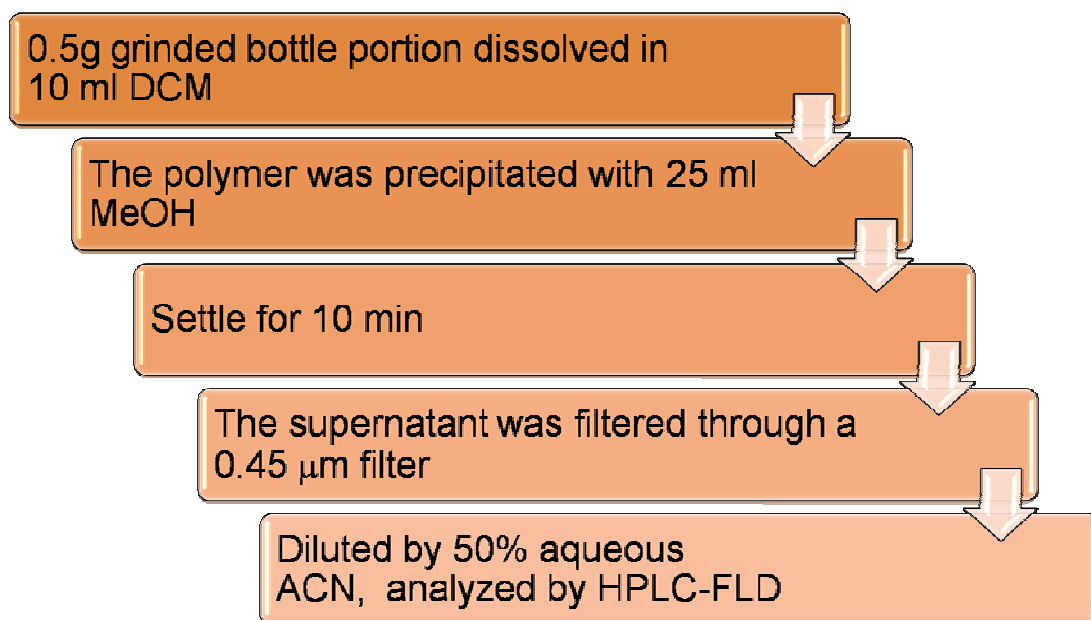 0.5g grinded bottle portion dissolved in
10 ml DCM
The polymer was precipitated with 25 ml
MeOH
Settle for 10 min
The supernatant was filtered through a
0.45 μm filter
Diluted by 50% aqueous
ACN, analyzed by HPLC-FLD